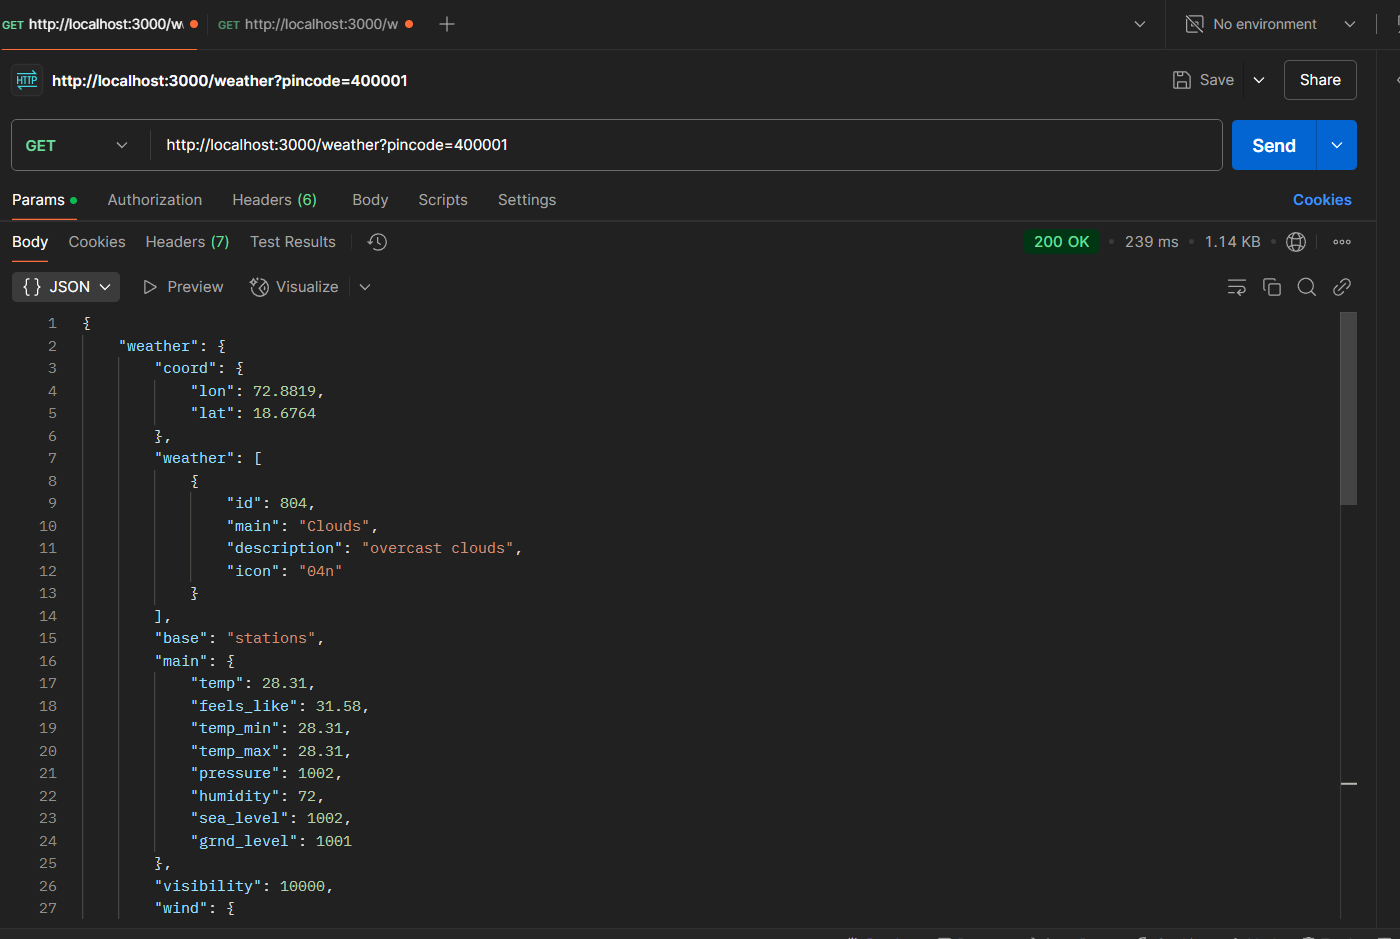 GET http://localhost:3000/w GET http://localhost:3000/w No environment
HTTP http://localhost:3000/weather?pincode=400001 Save Share
GET http://localhost:3000/weather?pincode=400001 Send
Params Authorization Headers (6) Body Scripts Settings Cookies
Body Cookies Headers (7) Test Results 200 OK 239 ms 1.14 KB
{} JSON Preview Visualize
1 {
2 "weather": {
3 "coord": {
4 "lon": 72.8819,
5 "lat": 18.6764
6 },
7 "weather": [
8 {
9 "id": 804,
10 "main": "Clouds",
11 "description": "overcast clouds",
12 "icon": "04n"
13 }
14 ],
15 "base": "stations",
16 "main": {
17 "temp": 28.31,
18 "feels_like": 31.58,
19 "temp_min": 28.31,
20 "temp_max": 28.31,
21 "pressure": 1002,
22 "humidity": 72,
23 "sea_level": 1002,
24 "grnd_level": 1001
25 },
26 "visibility": 10000,
27 "wind": {